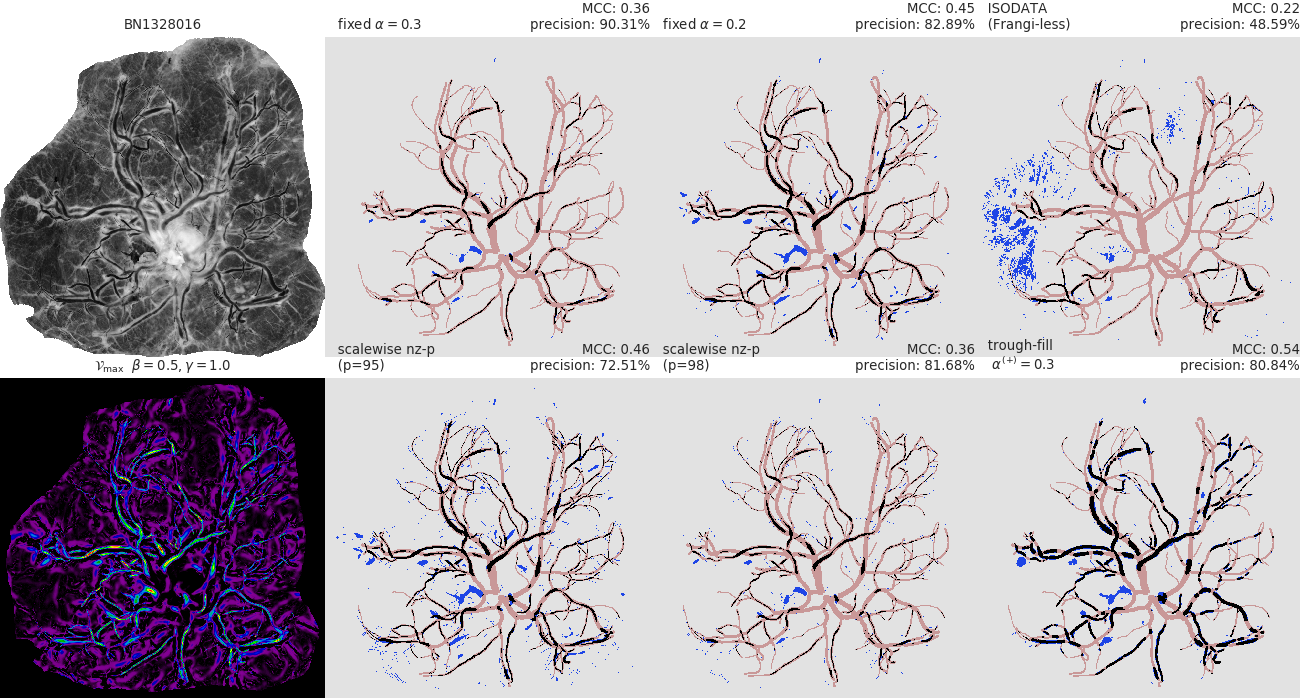 BN1328016
fixed α = 0.3
MCC: 0.36
precision: 90.31%
fixed α = 0.2
MCC: 0.45
precision: 82.89%
ISODATA
(Frangi-less)
MCC: 0.22
precision: 48.59%
𝒱max β = 0.5, γ = 1.0
scalewise nz-p
(p=95)
MCC: 0.46
precision: 72.51%
scalewise nz-p
(p=98)
MCC: 0.36
precision: 81.68%
trough-fill
α(+) = 0.3
MCC: 0.54
precision: 80.84%